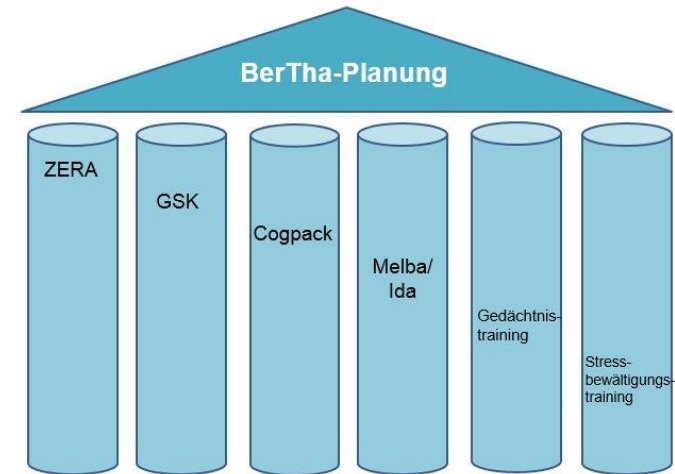 BerTha-Planung
ZERA
GSK
Cogpack
Melba/
Ida
Gedächtnis-
training
Stress-
bewältigungs-
training